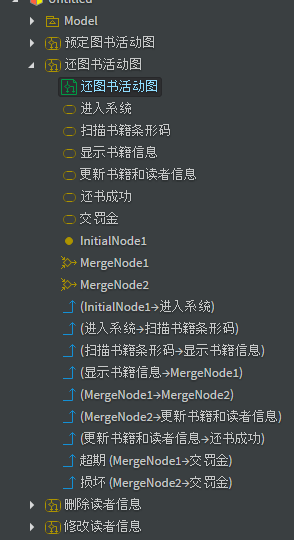 Untitled
Model
预定图书活动图
还图书活动图
还图书活动图
进入系统
扫描书籍条形码
显示书籍信息
更新书籍和读者信息
还书成功
交罚金
InitialNode1
MergeNode1
MergeNode2
(InitialNode1→进入系统)
(进入系统→扫描书籍条形码)
(扫描书籍条形码→显示书籍信息)
(显示书籍信息→MergeNode1)
(MergeNode1→MergeNode2)
(MergeNode2→更新书籍和读者信息)
(更新书籍和读者信息→还书成功)
超期 (MergeNode1→交罚金)
损坏 (MergeNode2→交罚金)
删除读者信息
修改读者信息